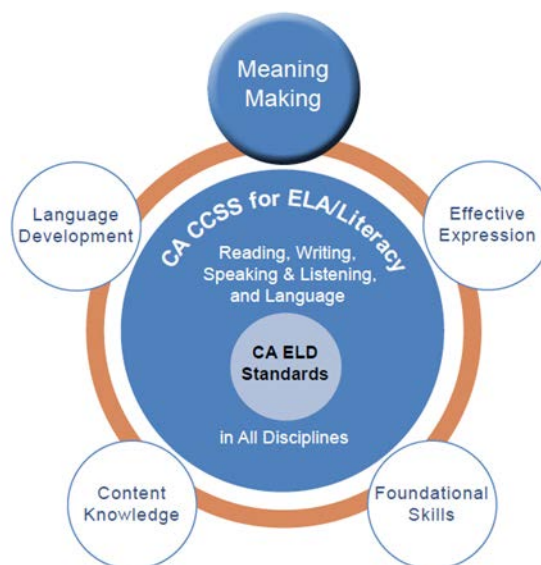 Meaning
Making
Language
Development
Effective
Expression
CA CCSS for ELA/Literacy
Reading, Writing,
Speaking & Listening,
and Language
CA ELD
Standards
in All Disciplines
Content
Knowledge
Foundational
Skills